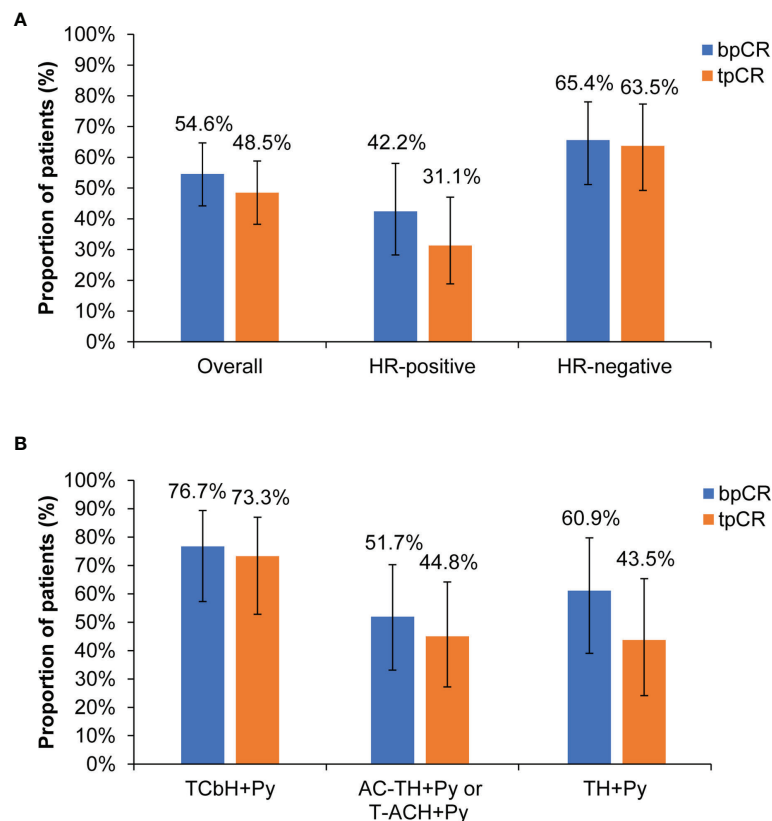 A
Proportion of patients (%)
100%
90%
80%
70%
60%
50%
40%
30%
20%
10%
0%
bpCR
tpCR
54.6%
48.5%
42.2%
31.1%
65.4%
63.5%
Overall
HR-positive
HR-negative
B
Proportion of patients (%)
100%
90%
80%
70%
60%
50%
40%
30%
20%
10%
0%
bpCR
tpCR
76.7%
73.3%
51.7%
44.8%
60.9%
43.5%
TCbH+Py
AC-TH+Py or
T-ACH+Py
TH+Py